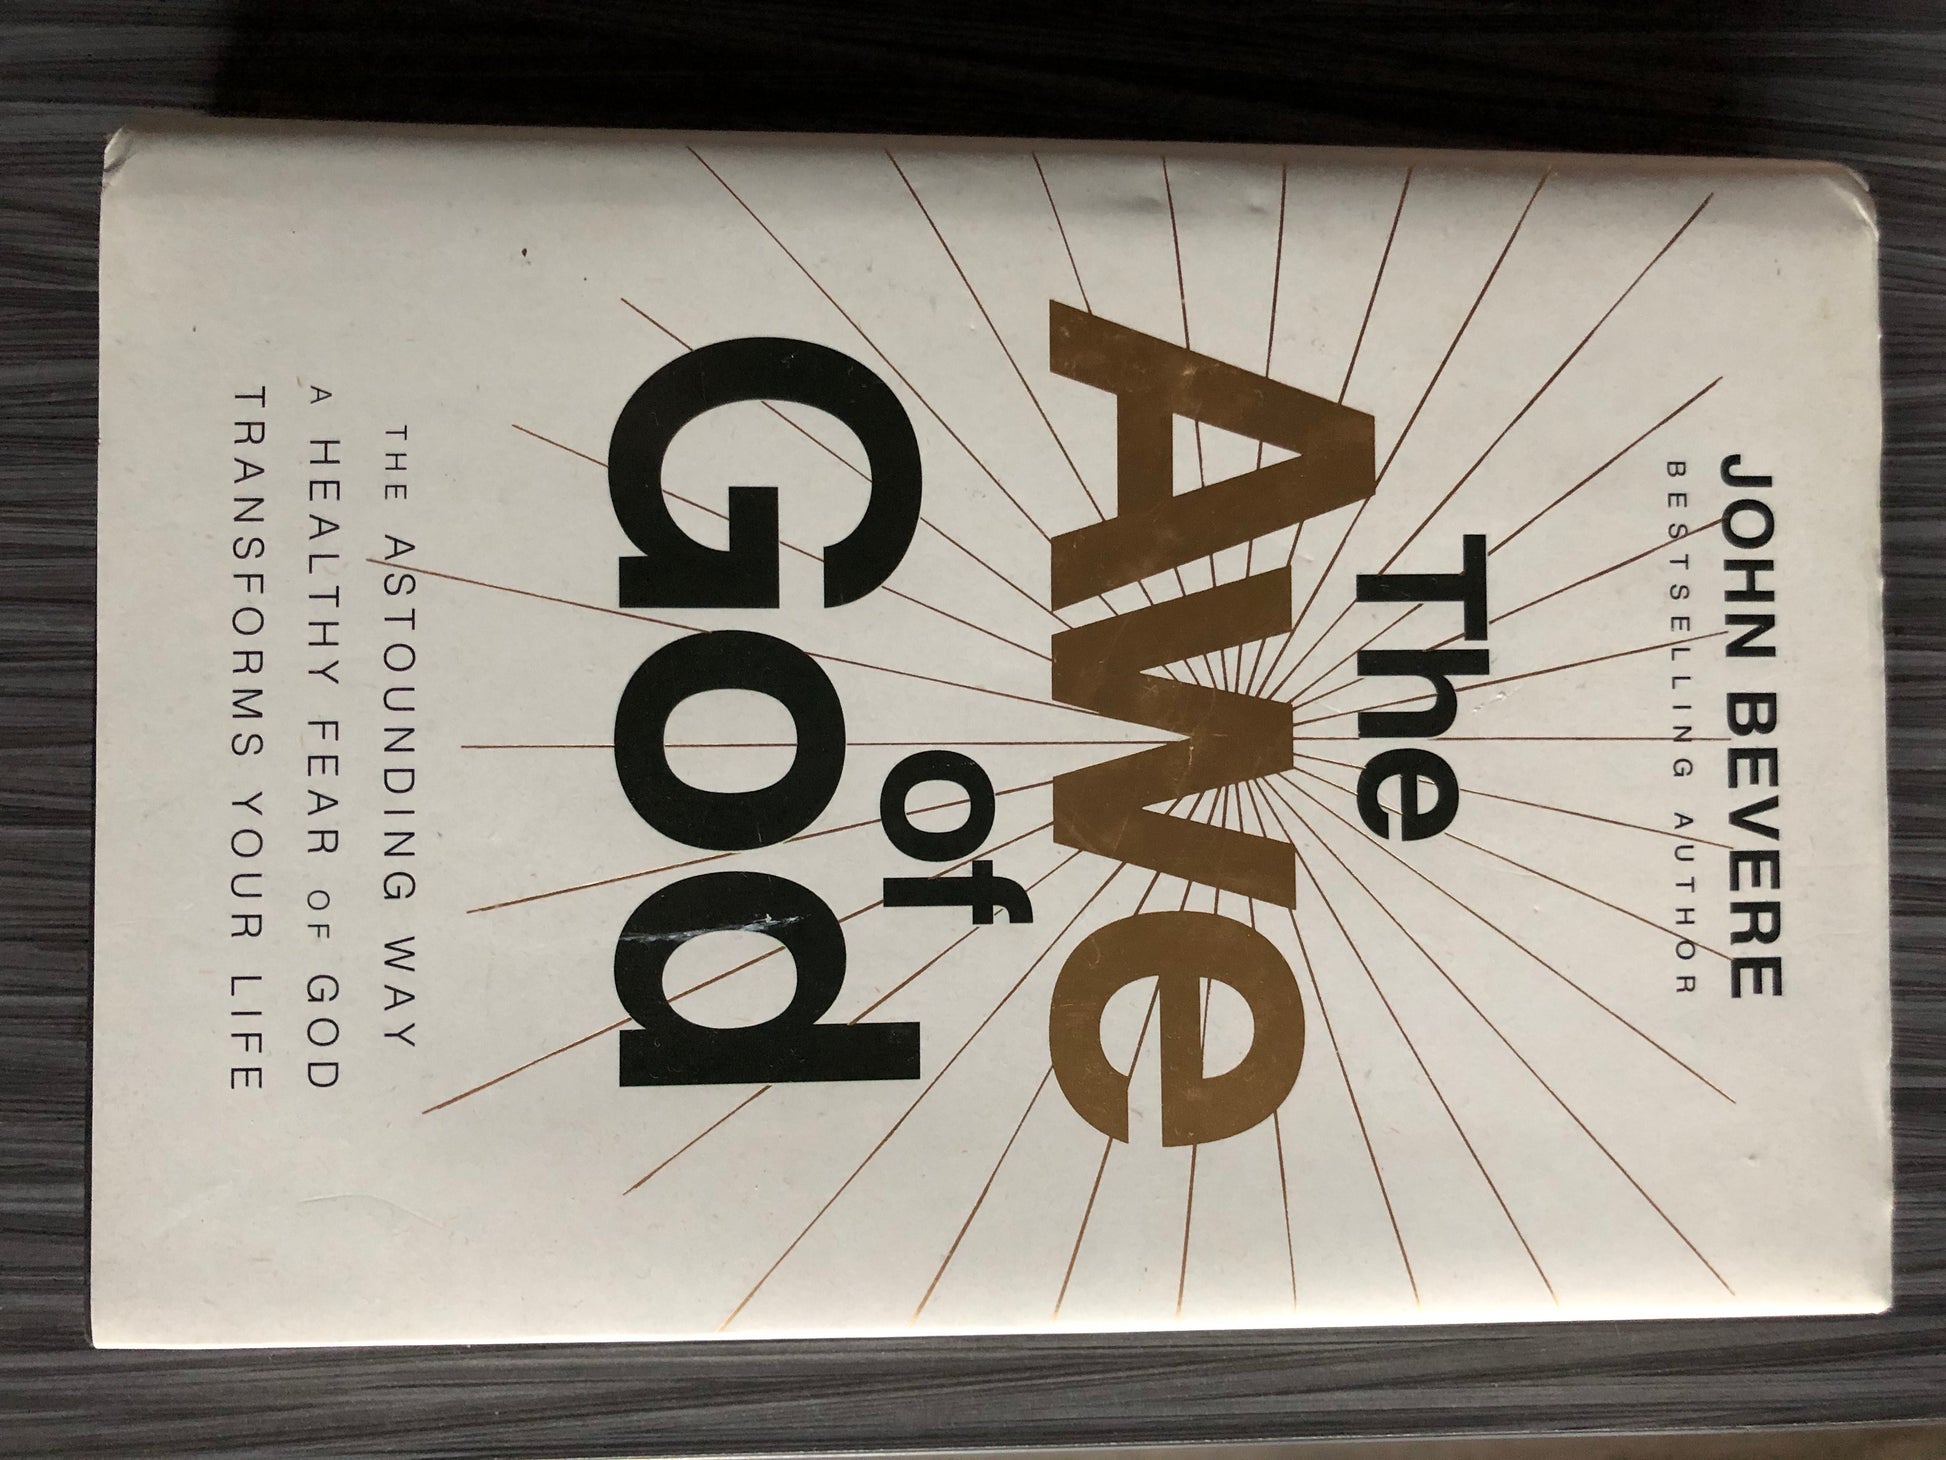 JOHN BEVERE
BESTSELLING AUTHOR
The
Awe
of
God
THE ASTOUNDING WAY
A HEALTHY FEAR OF GOD
TRANSFORMS YOUR LIFE